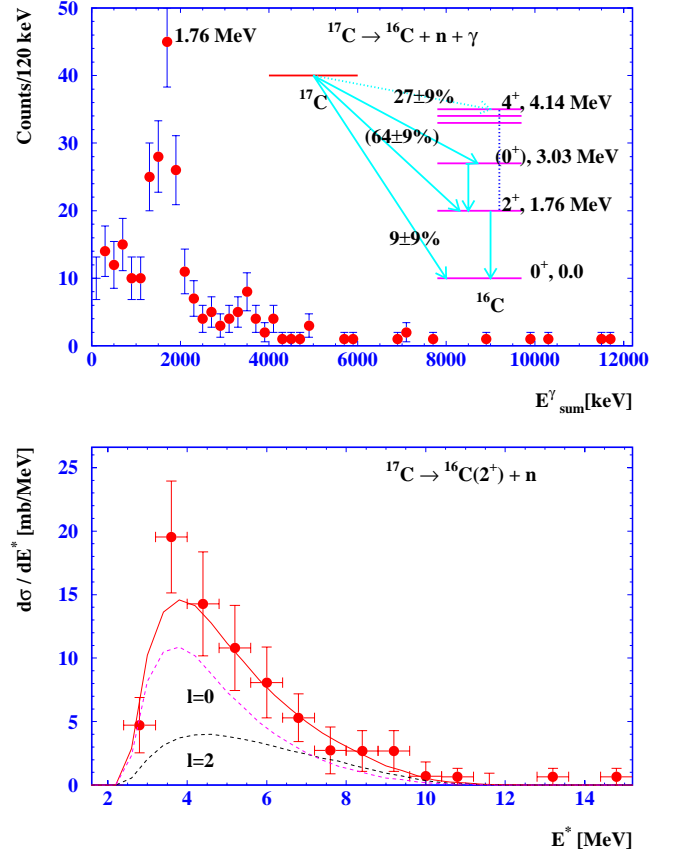 50
40
30
20
10
0
Counts/120 keV
1.76 MeV
¹⁷C → ¹⁶C + n + γ
¹⁷C
27±9%
(64±9%)
9±9%
4⁺, 4.14 MeV
(0⁺), 3.03 MeV
2⁺, 1.76 MeV
0⁺, 0.0
¹⁶C
0 2000 4000 6000 8000 10000 12000
E^γ_sum[keV]
25
20
15
10
5
0
dσ / dE* [mb/MeV]
¹⁷C → ¹⁶C(2⁺) + n
l=0
l=2
2 4 6 8 10 12 14
E* [MeV]